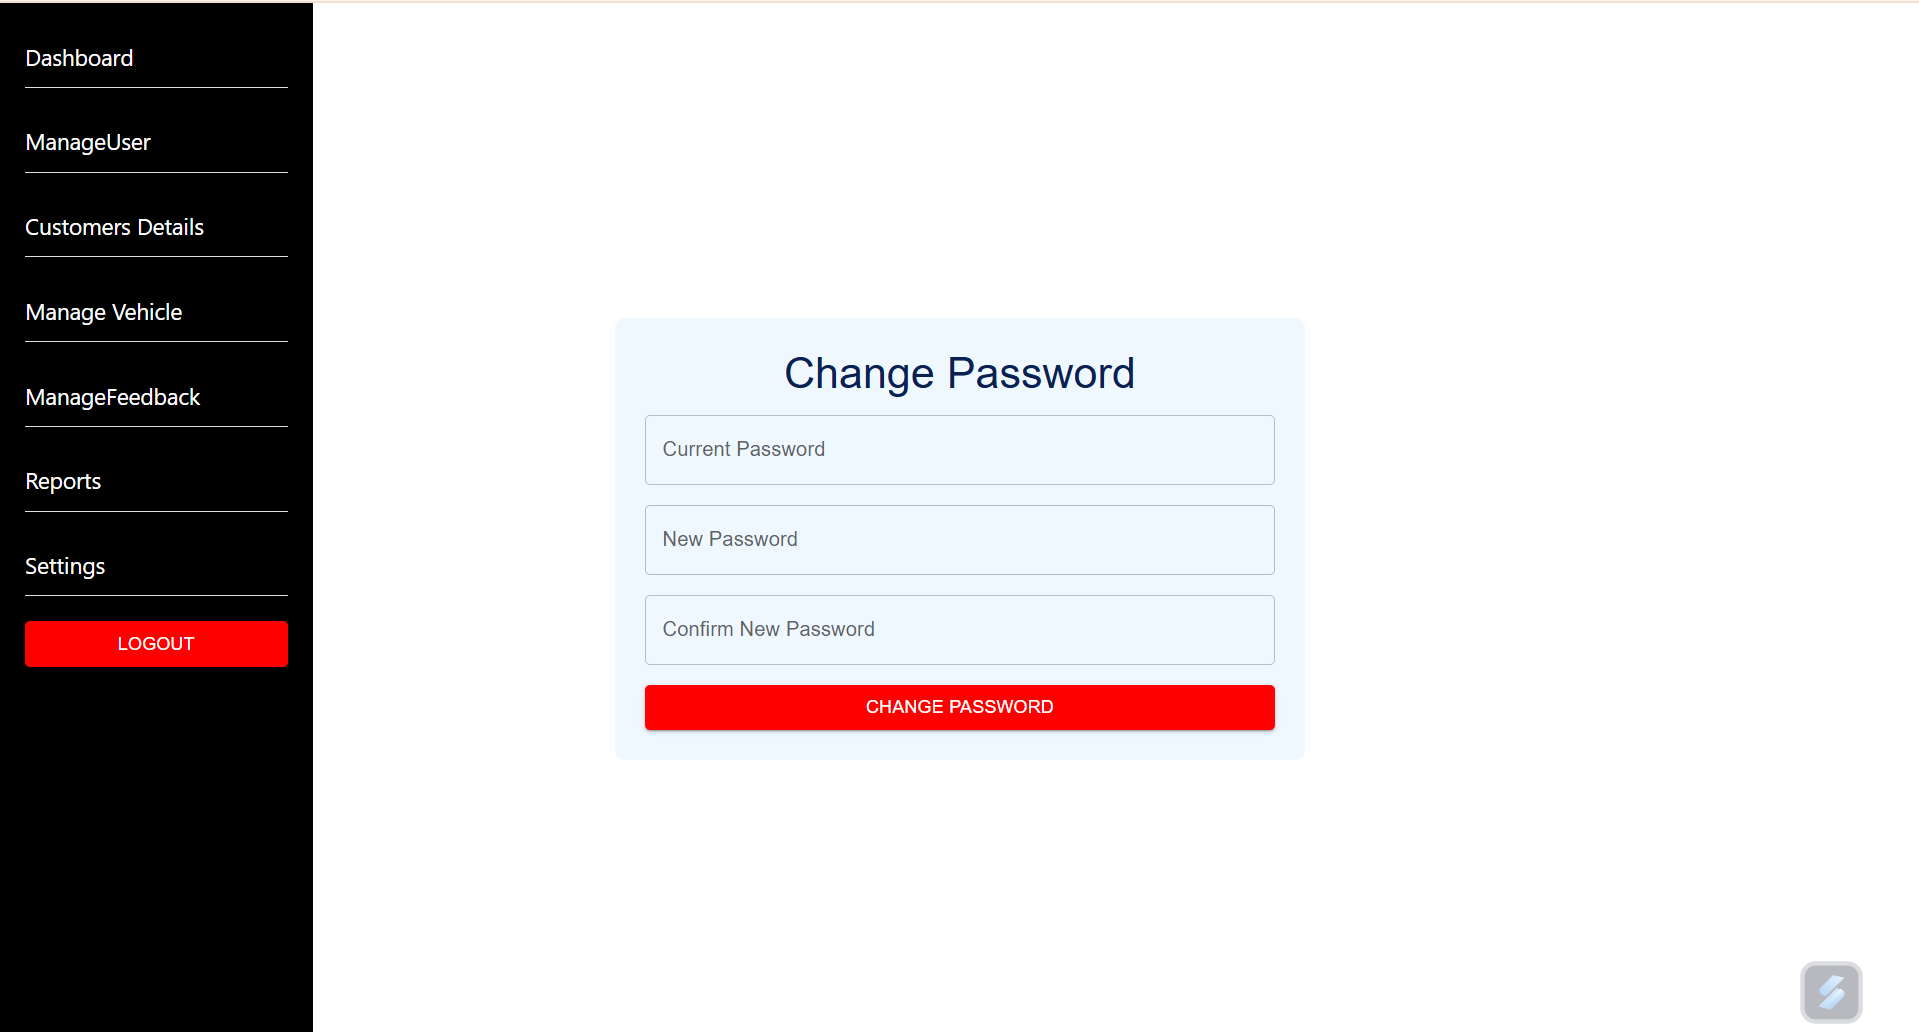 Dashboard
ManageUser
Customers Details
Manage Vehicle
ManageFeedback
Reports
Settings
LOGOUT
Change Password
Current Password
New Password
Confirm New Password
CHANGE PASSWORD